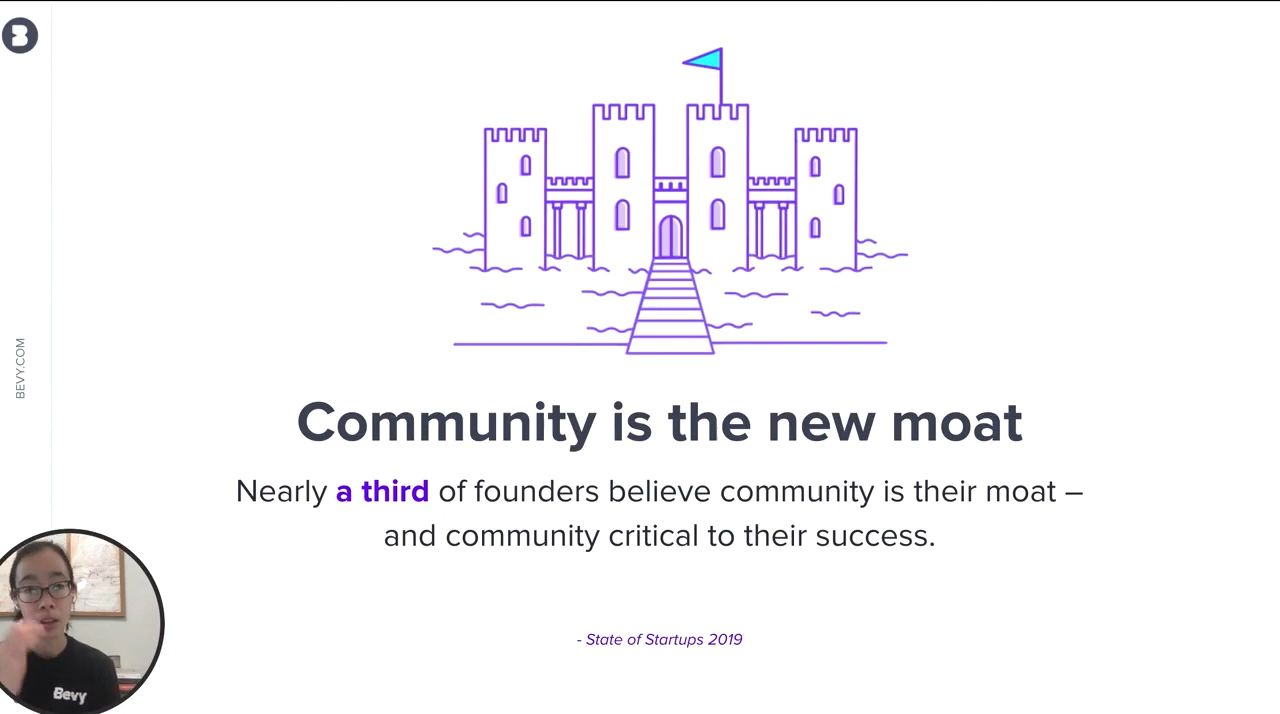 BEVY.COM
Community is the new moat
Nearly a third of founders believe community is their moat –
and community critical to their success.
- State of Startups 2019
Bevy